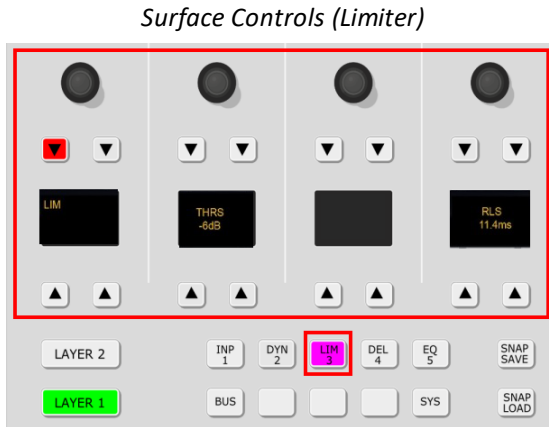 Surface Controls (Limiter)
LIM
THRS
-6dB
RLS
11.4ms
LAYER 2
INP
1
DYN
2
LIM
3
DEL
4
EQ
5
SNAP
SAVE
LAYER 1
BUS
SYS
SNAP
LOAD